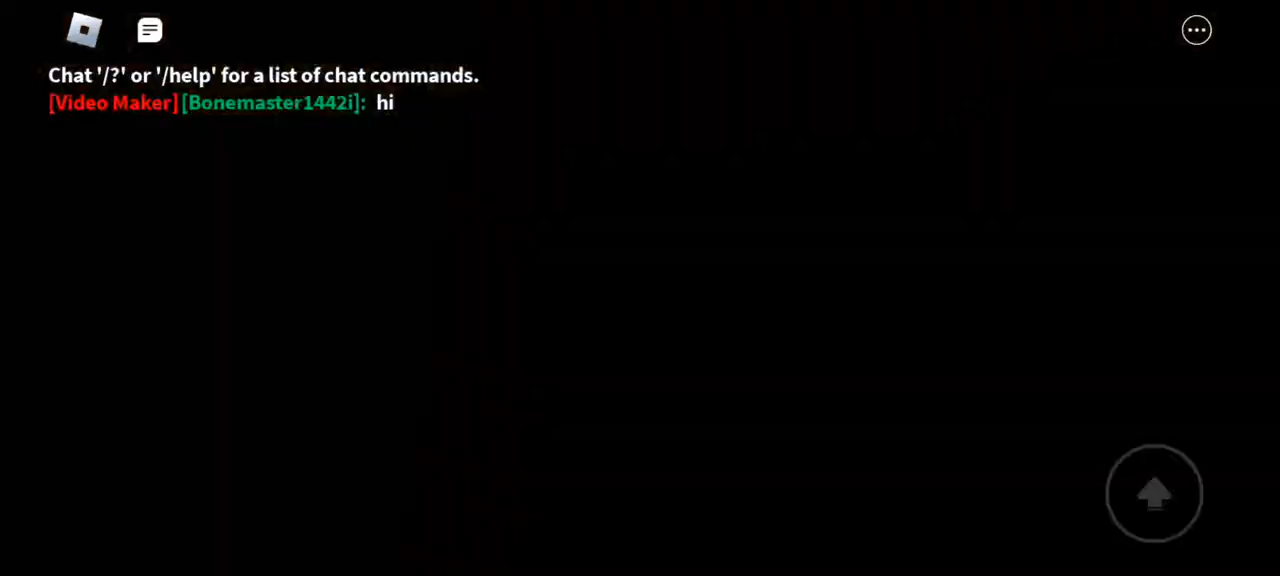 Chat '/?' or '/help' for a list of chat commands.
[Video Maker] [Bonemaster1442i]: hi